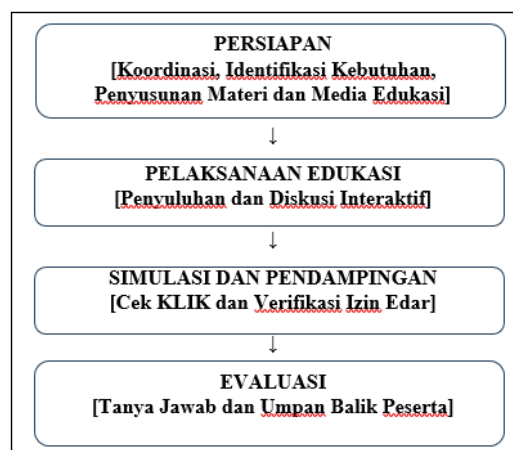 PERSIAPAN
[Koordinasi, Identifikasi Kebutuhan,
Penyusunan Materi dan Media Edukasi]
↓
PELAKSANAAN EDUKASI
[Penyuluhan dan Diskusi Interaktif]
↓
SIMULASI DAN PENDAMPINGAN
[Cek KLIK dan Verifikasi Izin Edar]
↓
EVALUASI
[Tanya Jawab dan Umpan Balik Peserta]